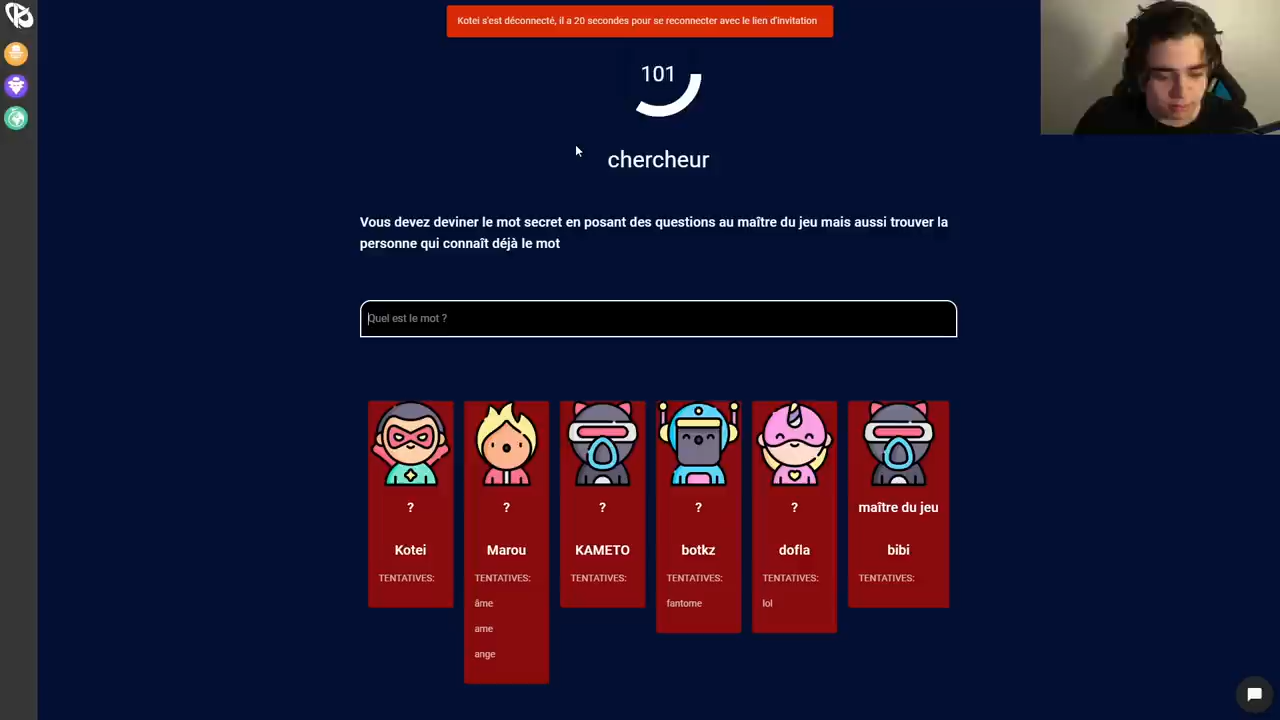 Kotei s'est déconnecté, il a 20 secondes pour se reconnecter avec le lien d'invitation
101
chercheur
Vous devez deviner le mot secret en posant des questions au maître du jeu mais aussi trouver la
personne qui connaît déjà le mot
Quel est le mot ?
? ? ? ? ? maître du jeu
Kotei Marou KAMETO botkz dofla bibi
TENTATIVES: TENTATIVES: TENTATIVES: TENTATIVES: TENTATIVES: TENTATIVES:
âme fantome lol
ame
ange